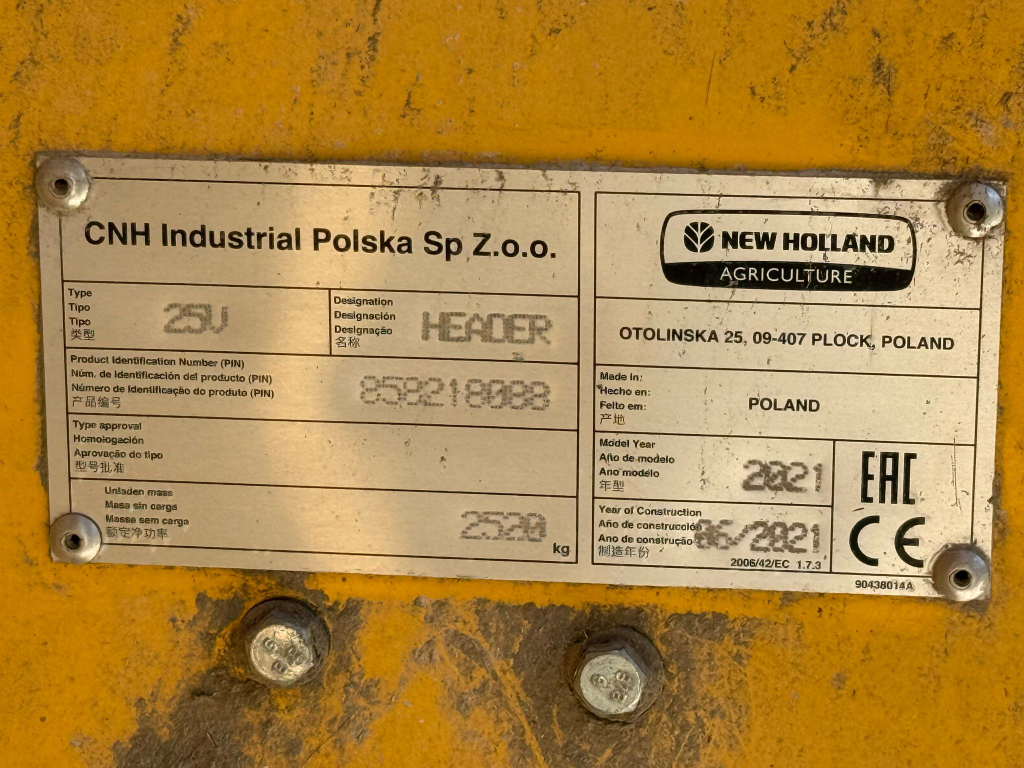 CNH Industrial Polska Sp Z.o.o.
Type
Tipo
Tipo
类型
25V
Designation
Designación
Designação
名称
HEADER
Product Identification Number (PIN)
Núm. de identificación del producto (PIN)
Número de identificação do produto (PIN)
产品编号
858218088
Type approval
Homologación
Aprovação do tipo
型号批准
Unladen mass
Masa sin carga
Massa sem carga
额定净功率
2520
kg
NEW HOLLAND
AGRICULTURE
OTOLINSKA 25, 09-407 PLOCK, POLAND
Made in:
Hecho en:
Feito em:
产地
POLAND
Model Year
Año de modelo
Ano modelo
年型
2021
Year of Construction
Año de construcción
Ano de construção
制造年份
06/2021
2006/42/EC 1.7.3
EAC
CE
90438014A